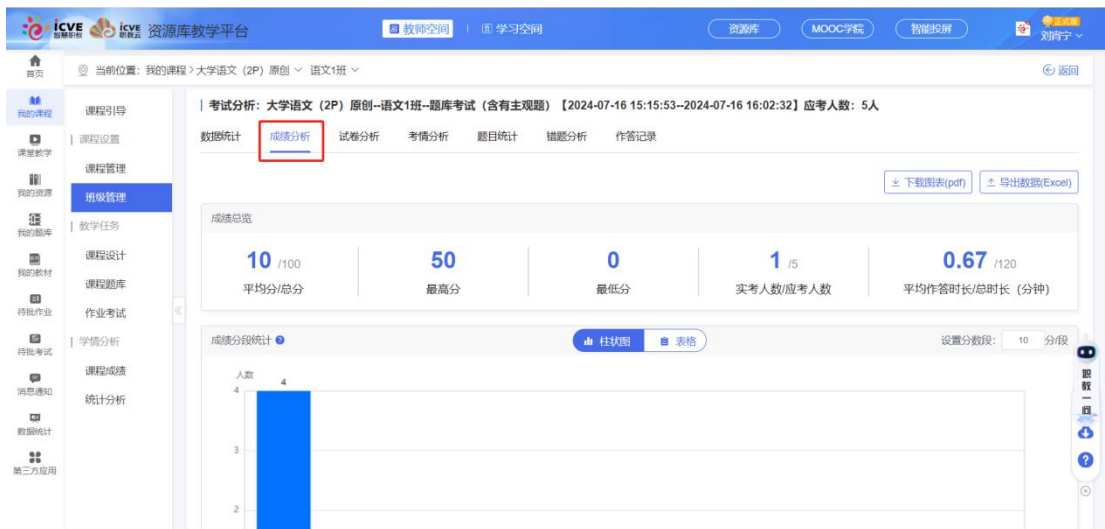 icve 智慧职教 icve 职教云 资源库教学平台
教师空间
学习空间
资源库
MOOC学院
智能投屏
正式版
刘肖宁
首页
当前位置：我的课程 > 大学语文（2P）原创 语文1班
返回
我的课程
课堂教学
我的资源
我的题库
我的教材
待批作业
待批考试
消息通知
数据统计
第三方应用
课程引导
课程设置
课程管理
班级管理
教学任务
课程设计
课程题库
作业考试
学情分析
课程成绩
统计分析
考试分析：大学语文（2P）原创--语文1班--题库考试（含有主观题）【2024-07-16 15:15:53--2024-07-16 16:02:32】应考人数：5人
数据统计 成绩分析 试卷分析 考情分析 题目统计 错题分析 作答记录
下载图表(pdf) 导出数据(Excel)
成绩总览
10 /100 50 0 1 /5 0.67 /120
平均分/总分 最高分 最低分 实考人数/应考人数 平均作答时长/总时长（分钟）
成绩分段统计 柱状图 表格 设置分数段： 10 分/段
人数
4
4
3
2
职教一问